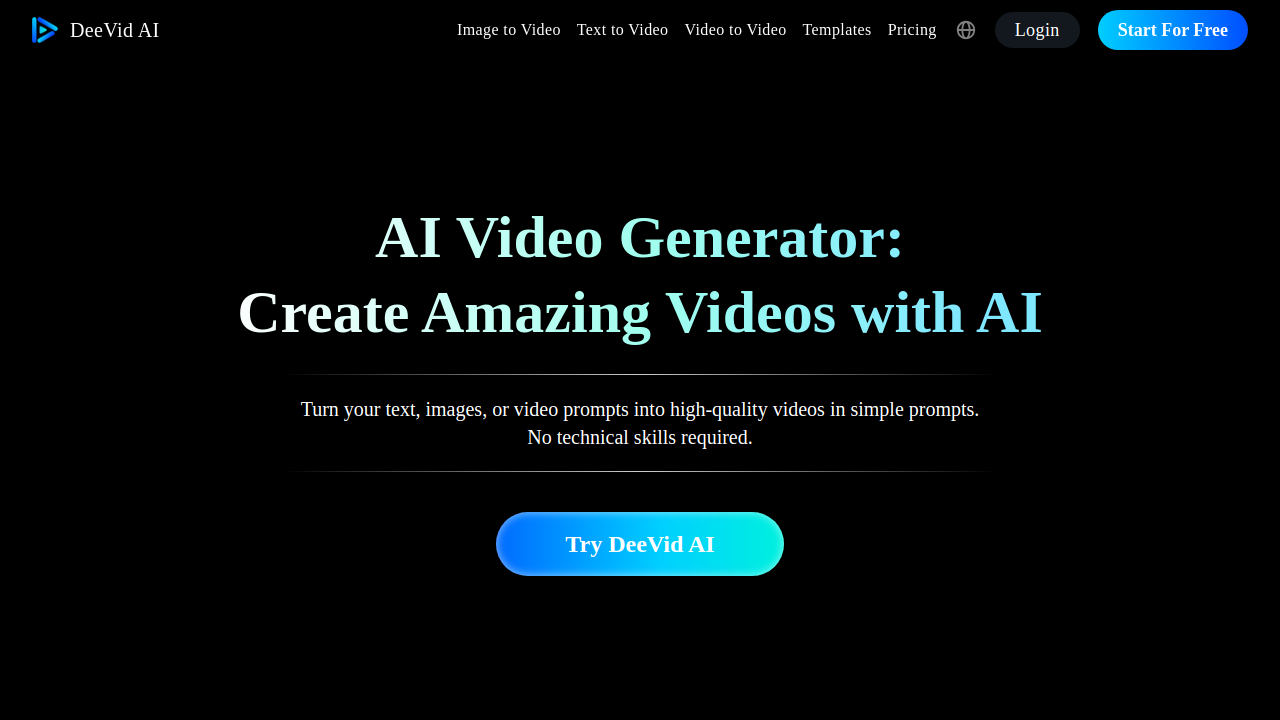 DeeVid AI
Image to Video
Text to Video
Video to Video
Templates
Pricing
Login
Start For Free
AI Video Generator:
Create Amazing Videos with AI
Turn your text, images, or video prompts into high-quality videos in simple prompts.
No technical skills required.
Try DeeVid AI